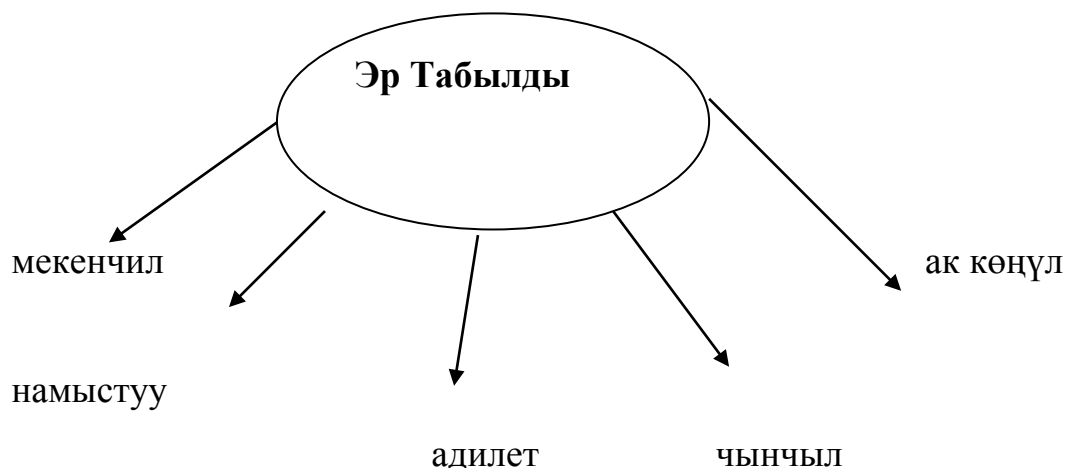 Эр Табылды
мекенчил
ак көңүл
намыстуу
адилет
чынчыл